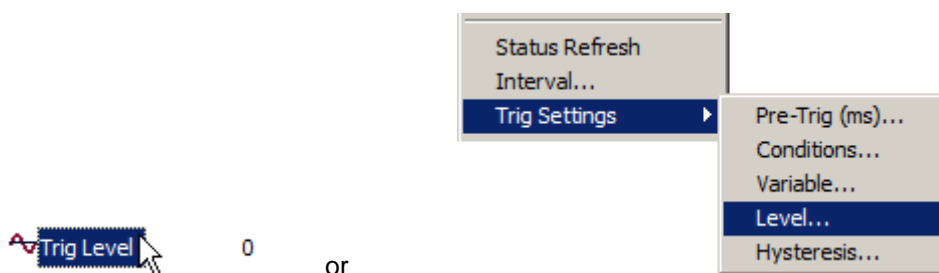 Status Refresh
Interval...
Trig Settings
Pre-Trig (ms)...
Conditions...
Variable...
Level...
Hysteresis...
Trig Level 0
or